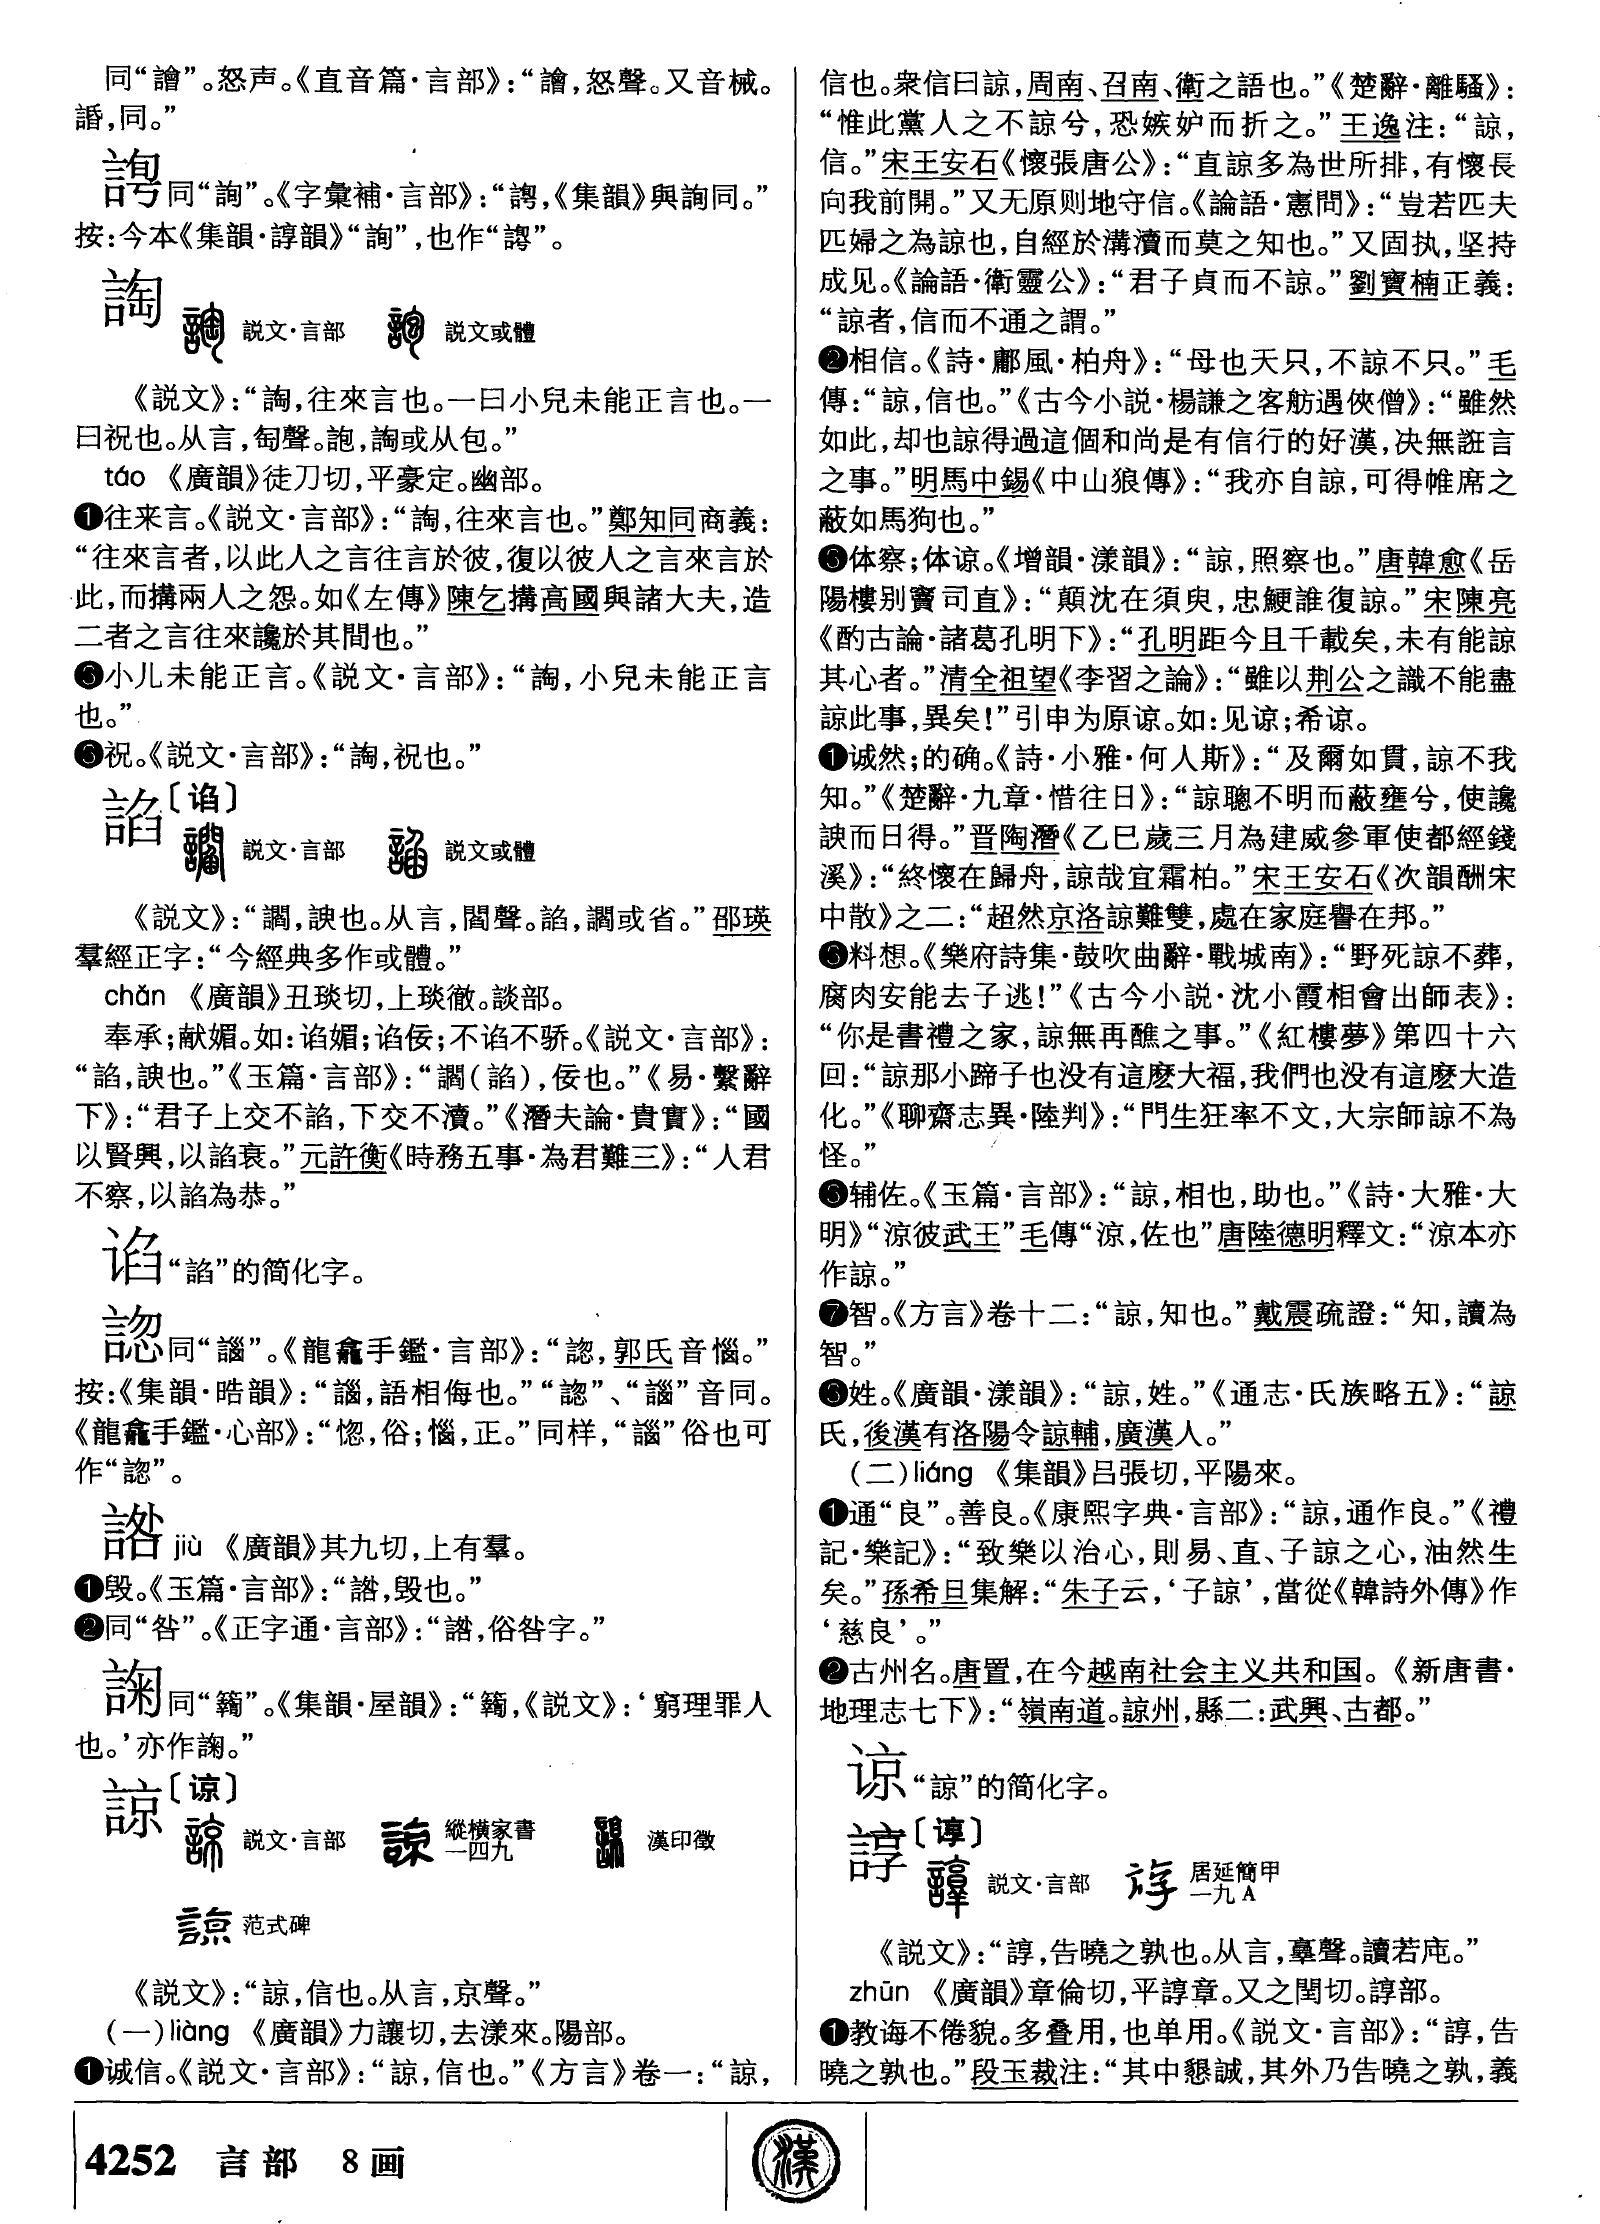 同“譮”。怒声。《直音篇·言部》：“譮，怒聲。又音械。
諙，同。”
諤同“詢”。《字彙補·言部》：“諤，《集韻》與詢同。”
按：今本《集韻·諄韻》“詢”，也作“諤”。
諊
説文·言部 説文或體
《説文》：“詾，往來言也。一曰小兒未能正言也。一
曰祝也。从言，匋聲。詢，詾或从包。”
táo 《廣韻》徒刀切，平豪定。幽部。
❶往来言。《説文·言部》：“詾，往來言也。”鄭知同商義：
“往來言者，以此人之言往言於彼，復以彼人之言來言於
此，而搆兩人之怨。如《左傳》陳乞搆高國與諸大夫，造
二者之言往來讒於其間也。”
❸小儿未能正言。《説文·言部》：“詾，小兒未能正言
也。”
❸祝。《説文·言部》：“詾，祝也。”
諂〔谄〕
説文·言部 説文或體
《説文》：“讇，諛也。从言，閻聲。諂，讇或省。”邵瑛
羣經正字：“今經典多作或體。”
chǎn 《廣韻》丑琰切，上琰徹。談部。
奉承；献媚。如：谄媚；谄佞；不谄不骄。《説文·言部》：
“諂，諛也。”《玉篇·言部》：“讇（諂），佞也。”《易·繫辭
下》：“君子上交不諂，下交不瀆。”《潛夫論·貴實》：“國
以賢興，以諂衰。”元許衡《時務五事·為君難三》：“人君
不察，以諂為恭。”
谄“諂”的简化字。
諰同“𧪣”。《龍龕手鑑·言部》：“，郭氏音惱。”
按：《集韻·晧韻》：“，語相侮也。”“”、“”音同。
《龍龕手鑑·心部》：“惚，俗；惱，正。”同样，“”俗也可
作“”。
諮jiù 《廣韻》其九切，上有羣。
❶毁。《玉篇·言部》：“，毁也。”
❷同“咎”。《正字通·言部》：“，俗咎字。”
諊同“籟”。《集韻·屋韻》：“，《説文》：‘窮理罪人
也。’亦作諊。”
諒〔谅〕
説文·言部 縱横家書一四九 漢印徵
范式碑
《説文》：“諒，信也。从言，京聲。”
（一）liàng 《廣韻》力讓切，去漾來。陽部。
❶诚信。《説文·言部》：“諒，信也。”《方言》卷一：“諒，
信也。衆信曰諒，周南、召南、衛之語也。”《楚辭·離騷》：
“惟此黨人之不諒兮，恐嫉妒而折之。”王逸注：“諒，
信。”宋王安石《懷張唐公》：“直諒多為世所排，有懷長
向我前開。”又无原则地守信。《論語·憲問》：“豈若匹夫
匹婦之為諒也，自經於溝瀆而莫之知也。”又固执，坚持
成见。《論語·衛靈公》：“君子貞而不諒。”劉寶楠正義：
“諒者，信而不通之謂。”
❷相信。《詩·鄘風·柏舟》：“母也天只，不諒不只。”毛
傳：“諒，信也。”《古今小説·楊謙之客舫遇俠僧》：“雖然
如此，却也諒得過這個和尚是有信行的好漢，决無誑言
之事。”明馬中錫《中山狼傳》：“我亦自諒，可得帷席之
蔽如馬狗也。”
❸体察；体谅。《增韻·漾韻》：“諒，照察也。”唐韓愈《岳
陽樓别竇司直》：“顛沈在須臾，忠鯁誰復諒。”宋陳亮
《酌古論·諸葛孔明下》：“孔明距今且千載矣，未有能諒
其心者。”清全祖望《李習之論》：“雖以荆公之識不能盡
諒此事，異矣！”引申为原谅。如：见谅；希谅。
❶诚然；的确。《詩·小雅·何人斯》：“及爾如貫，諒不我
知。”《楚辭·九章·惜往日》：“諒聰不明而蔽壅兮，使讒
諛而日得。”晋陶潛《乙巳歲三月為建威參軍使都經錢
溪》：“終懷在歸舟，諒哉宜霜柏。”宋王安石《次韻酬宋
中散》之二：“超然京洛諒難雙，處在家庭譽在邦。”
❸料想。《樂府詩集·鼓吹曲辭·戰城南》：“野死諒不葬，
腐肉安能去子逃！”《古今小説·沈小霞相會出師表》：
“你是書禮之家，諒無再醮之事。”《紅樓夢》第四十六
回：“諒那小蹄子也没有這麽大福，我們也没有這麽大造
化。”《聊齋志異·陸判》：“門生狂率不文，大宗師諒不為
怪。”
❸辅佐。《玉篇·言部》：“諒，相也，助也。”《詩·大雅·大
明》“涼彼武王”毛傳“涼，佐也”唐陸德明釋文：“涼本亦
作諒。”
❼智。《方言》卷十二：“諒，知也。”戴震疏證：“知，讀為
智。”
❸姓。《廣韻·漾韻》：“諒，姓。”《通志·氏族略五》：“諒
氏，後漢有洛陽令諒輔，廣漢人。”
（二）liáng 《集韻》吕張切，平陽來。
❶通“良”。善良。《康熙字典·言部》：“諒，通作良。”《禮
記·樂記》：“致樂以治心，則易、直、子諒之心，油然生
矣。”孫希旦集解：“朱子云，‘子諒’，當從《韓詩外傳》作
‘慈良’。”
❷古州名。唐置，在今越南社会主义共和国。《新唐書·
地理志七下》：“嶺南道。諒州，縣二：武興、古都。”
谅“諒”的简化字。
諄〔谆〕
説文·言部 居延簡甲一九A
《説文》：“諄，告曉之孰也。从言，𦎫聲。讀若庉。”
zhūn 《廣韻》章倫切，平諄章。又之閏切。諄部。
❶教诲不倦貌。多叠用，也单用。《説文·言部》：“諄，告
曉之孰也。”段玉裁注：“其中懇誠，其外乃告曉之孰，義
4252 言部 8画
漢